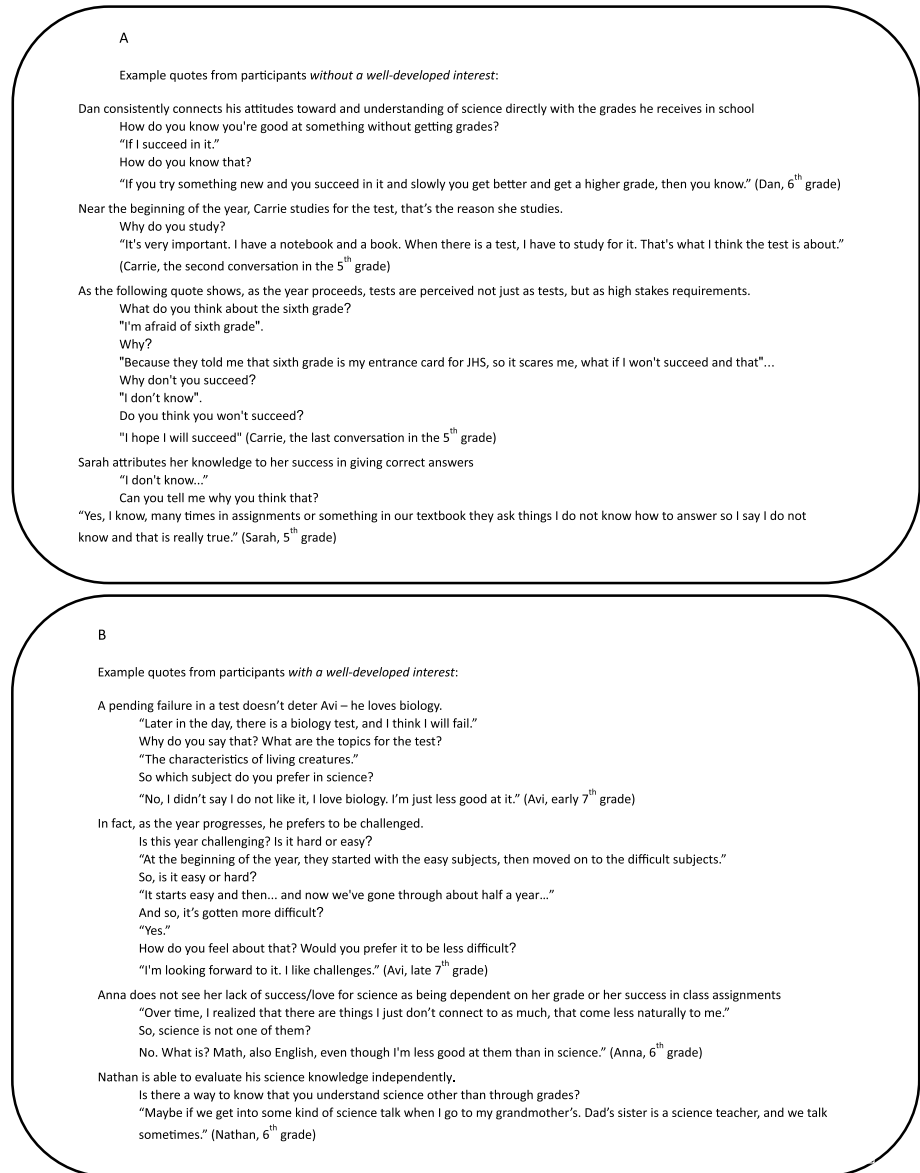 A
Example quotes from participants without a well-developed interest:
Dan consistently connects his attitudes toward and understanding of science directly with the grades he receives in school
How do you know you're good at something without getting grades?
“If I succeed in it.”
How do you know that?
“If you try something new and you succeed in it and slowly you get better and get a higher grade, then you know.” (Dan, 6th grade)
Near the beginning of the year, Carrie studies for the test, that’s the reason she studies.
Why do you study?
“It's very important. I have a notebook and a book. When there is a test, I have to study for it. That's what I think the test is about.”
(Carrie, the second conversation in the 5th grade)
As the following quote shows, as the year proceeds, tests are perceived not just as tests, but as high stakes requirements.
What do you think about the sixth grade?
"I'm afraid of sixth grade".
Why?
"Because they told me that sixth grade is my entrance card for JHS, so it scares me, what if I won't succeed and that"...
Why don't you succeed?
"I don’t know".
Do you think you won't succeed?
"I hope I will succeed" (Carrie, the last conversation in the 5th grade)
Sarah attributes her knowledge to her success in giving correct answers
“I don't know...”
Can you tell me why you think that?
“Yes, I know, many times in assignments or something in our textbook they ask things I do not know how to answer so I say I do not
know and that is really true.” (Sarah, 5th grade)
B
Example quotes from participants with a well-developed interest:
A pending failure in a test doesn’t deter Avi – he loves biology.
“Later in the day, there is a biology test, and I think I will fail.”
Why do you say that? What are the topics for the test?
“The characteristics of living creatures.”
So which subject do you prefer in science?
“No, I didn’t say I do not like it, I love biology. I’m just less good at it.” (Avi, early 7th grade)
In fact, as the year progresses, he prefers to be challenged.
Is this year challenging? Is it hard or easy?
“At the beginning of the year, they started with the easy subjects, then moved on to the difficult subjects.”
So, is it easy or hard?
“It starts easy and then... and now we've gone through about half a year…”
And so, it’s gotten more difficult?
“Yes.”
How do you feel about that? Would you prefer it to be less difficult?
“I'm looking forward to it. I like challenges.” (Avi, late 7th grade)
Anna does not see her lack of success/love for science as being dependent on her grade or her success in class assignments
“Over time, I realized that there are things I just don’t connect to as much, that come less naturally to me.”
So, science is not one of them?
No. What is? Math, also English, even though I'm less good at them than in science.” (Anna, 6th grade)
Nathan is able to evaluate his science knowledge independently.
Is there a way to know that you understand science other than through grades?
“Maybe if we get into some kind of science talk when I go to my grandmother’s. Dad’s sister is a science teacher, and we talk
sometimes.” (Nathan, 6th grade)